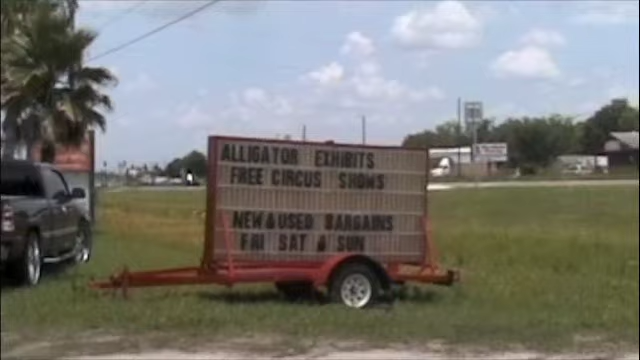 ALLIGATOR EXHIBITS
FREE CIRCUS SHOWS
NEW & USED BARGAINS
FRI SAT & SUN